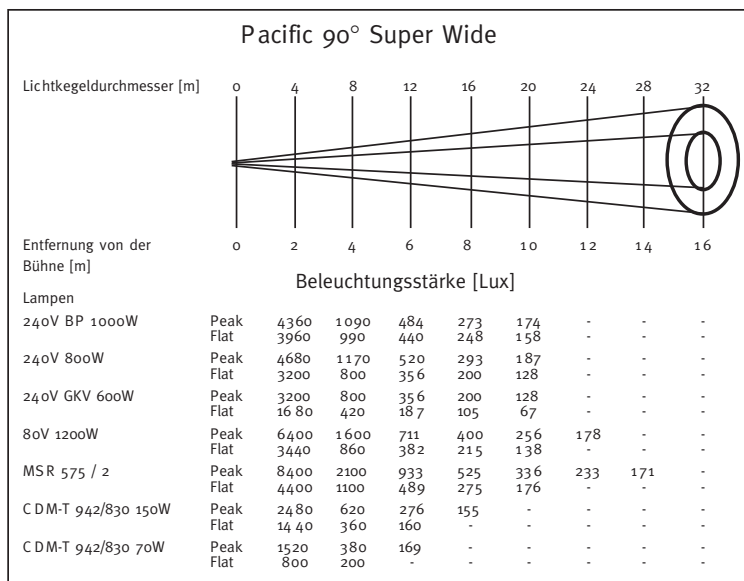 Pacific 90° Super Wide
Lichtkegeldurchmesser [m] 0 4 8 12 16 20 24 28 32
Entfernung von der 0 2 4 6 8 10 12 14 16
Bühne [m]
Beleuchtungsstärke [Lux]
Lampen
240V BP 1000W Peak 4360 1090 484 273 174 - - -
Flat 3960 990 440 248 158 - - -
240V 800W Peak 4680 1170 520 293 187 - - -
Flat 3200 800 356 200 128 - - -
240V GKV 600W Peak 3200 800 356 200 128 - - -
Flat 16 80 420 18 7 105 67 - - -
80V 1200W Peak 6400 1600 711 400 256 178 - -
Flat 3440 860 382 215 138 - - -
MSR 575 / 2 Peak 8400 2100 933 525 336 233 171 -
Flat 4400 1100 489 275 176 - - -
CDM-T 942/830 150W Peak 2480 620 276 155 - - - -
Flat 14 40 360 160 - - - - -
CDM-T 942/830 70W Peak 1520 380 169 - - - - -
Flat 800 200 - - - - - -